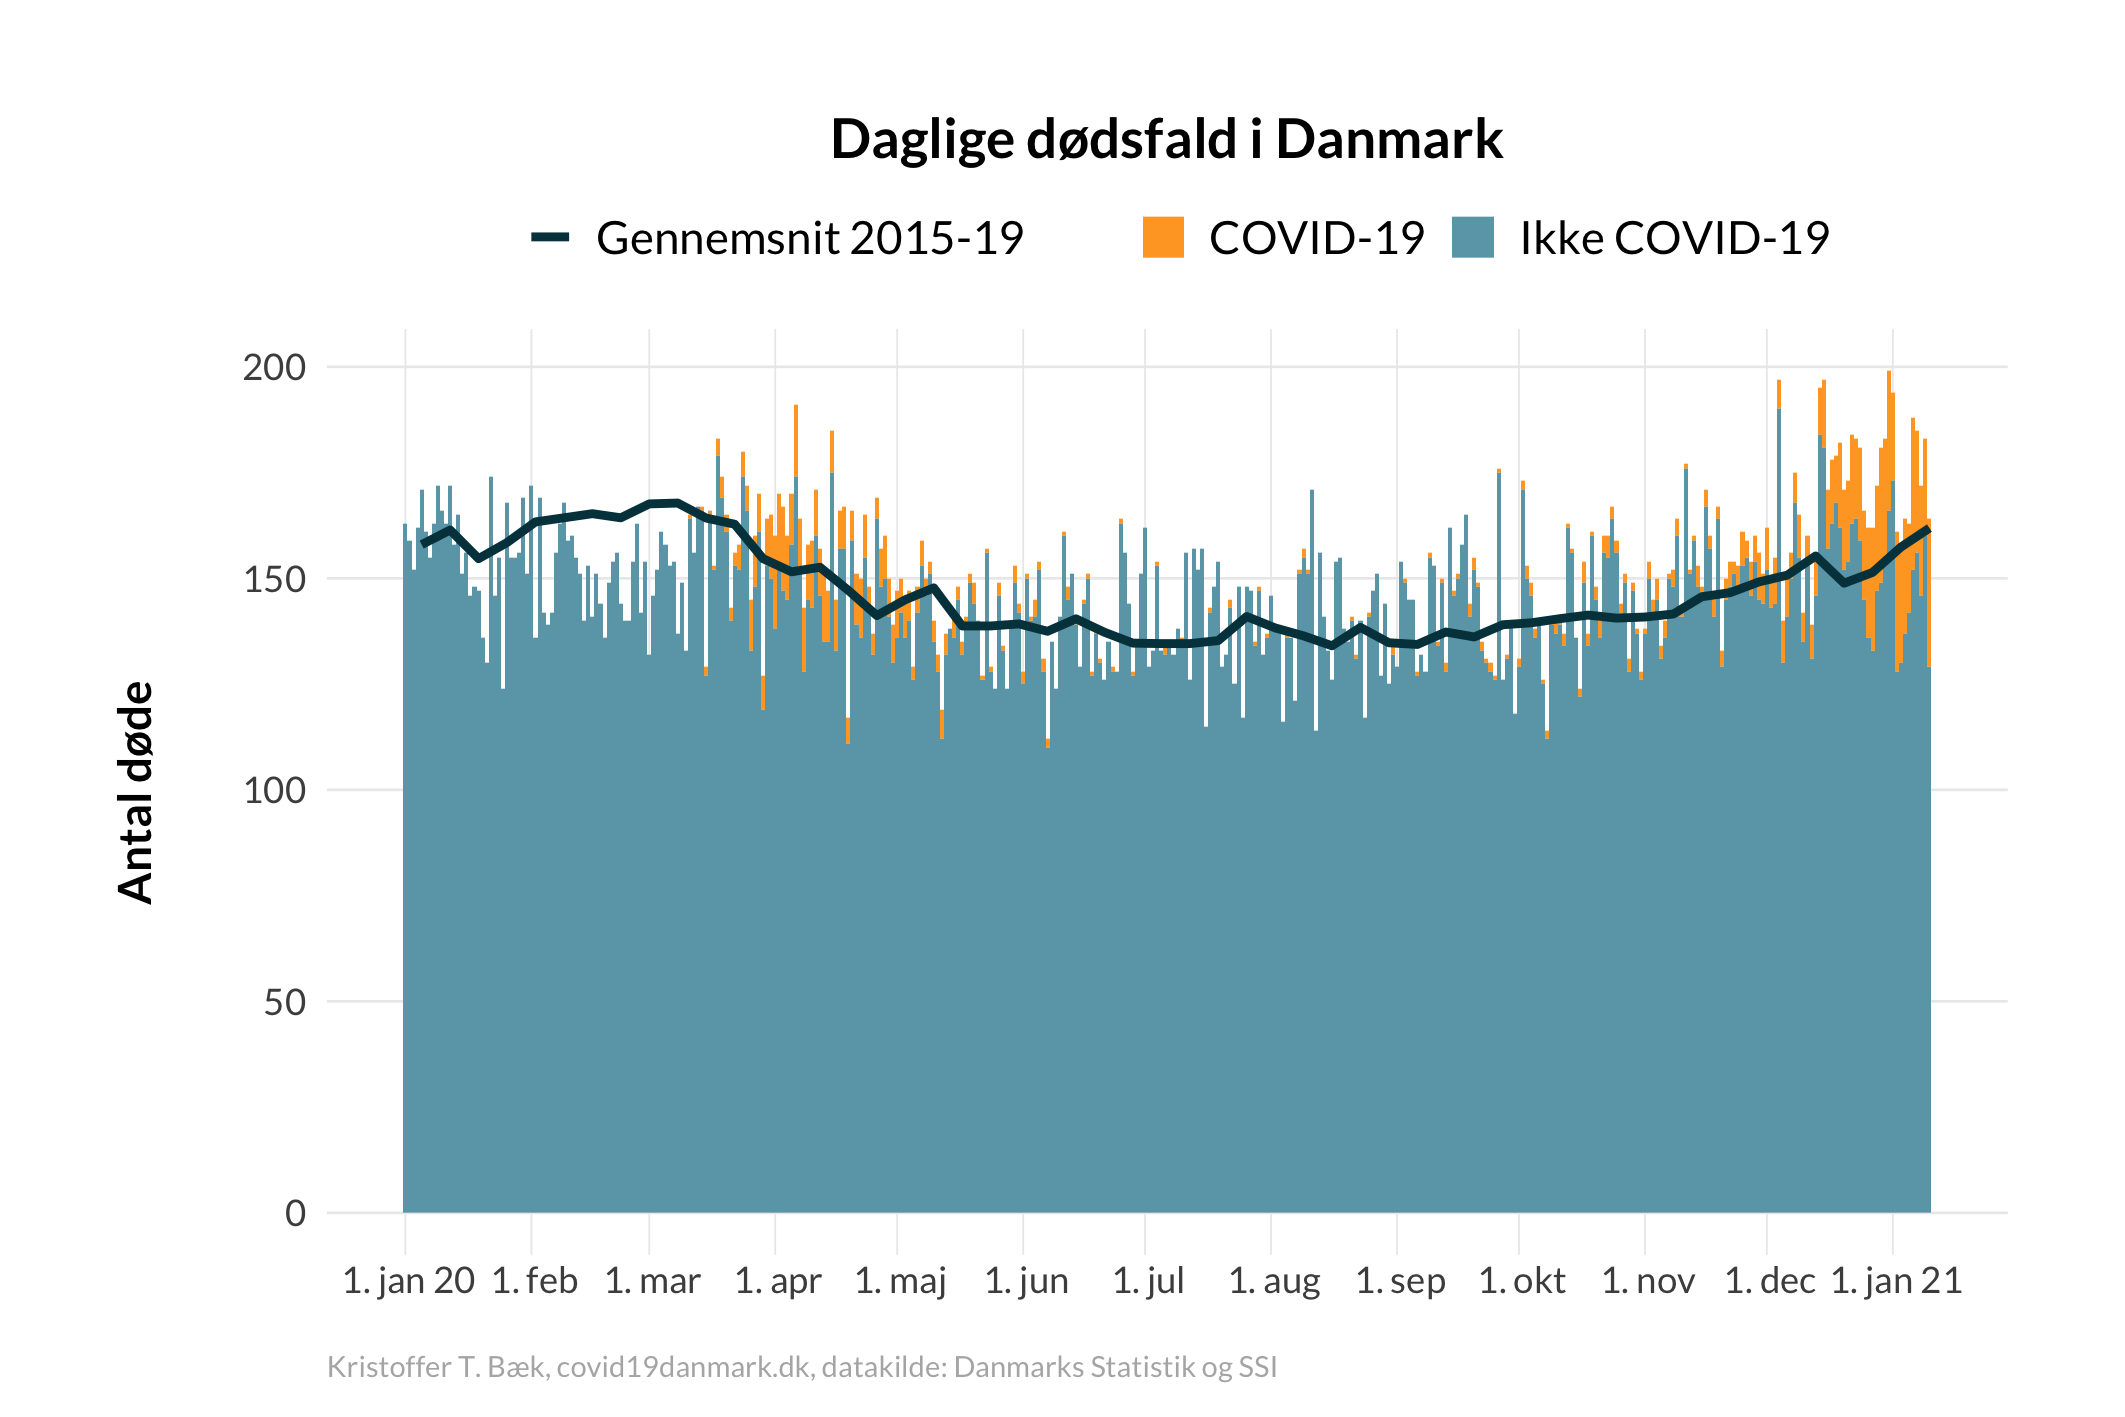 Daglige dødsfald i Danmark
Gennemsnit 2015-19 COVID-19 Ikke COVID-19
Antal døde
200
150
100
50
0
1. jan 20 1. feb 1. mar 1. apr 1. maj 1. jun 1. jul 1. aug 1. sep 1. okt 1. nov 1. dec 1. jan 21
Kristoffer T. Bæk, covid19danmark.dk, datakilde: Danmarks Statistik og SSI